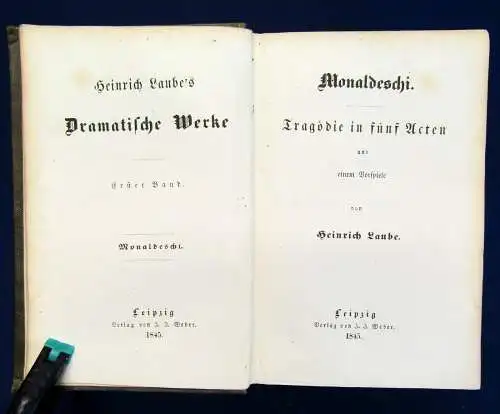 Heinrich Laube's
Dramatische Werke
Erster Band.
Monaldeschi.
Leipzig
Verlag von J. J. Weber.
1845.
Monaldeschi.
Tragödie in fünf Acten
und
einem Vorspiele
von
Heinrich Laube.
Leipzig
Verlag von J. J. Weber.
1845.